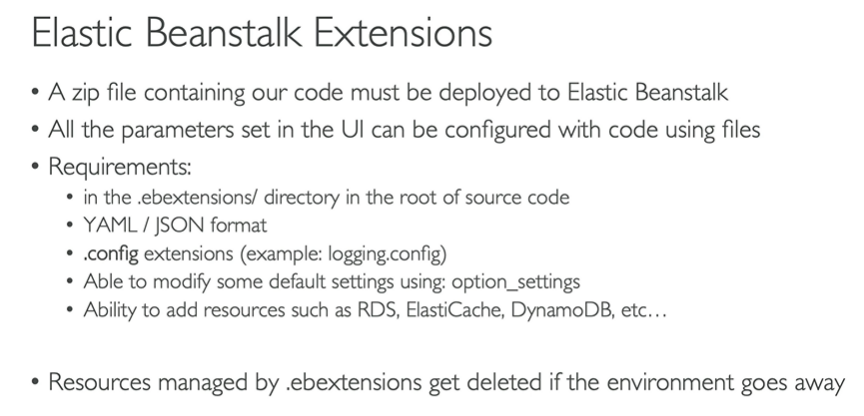 Elastic Beanstalk Extensions
• A zip file containing our code must be deployed to Elastic Beanstalk
• All the parameters set in the UI can be configured with code using files
• Requirements:
• in the .ebextensions/ directory in the root of source code
• YAML / JSON format
• .config extensions (example: logging.config)
• Able to modify some default settings using: option_settings
• Ability to add resources such as RDS, ElastiCache, DynamoDB, etc…
• Resources managed by .ebextensions get deleted if the environment goes away